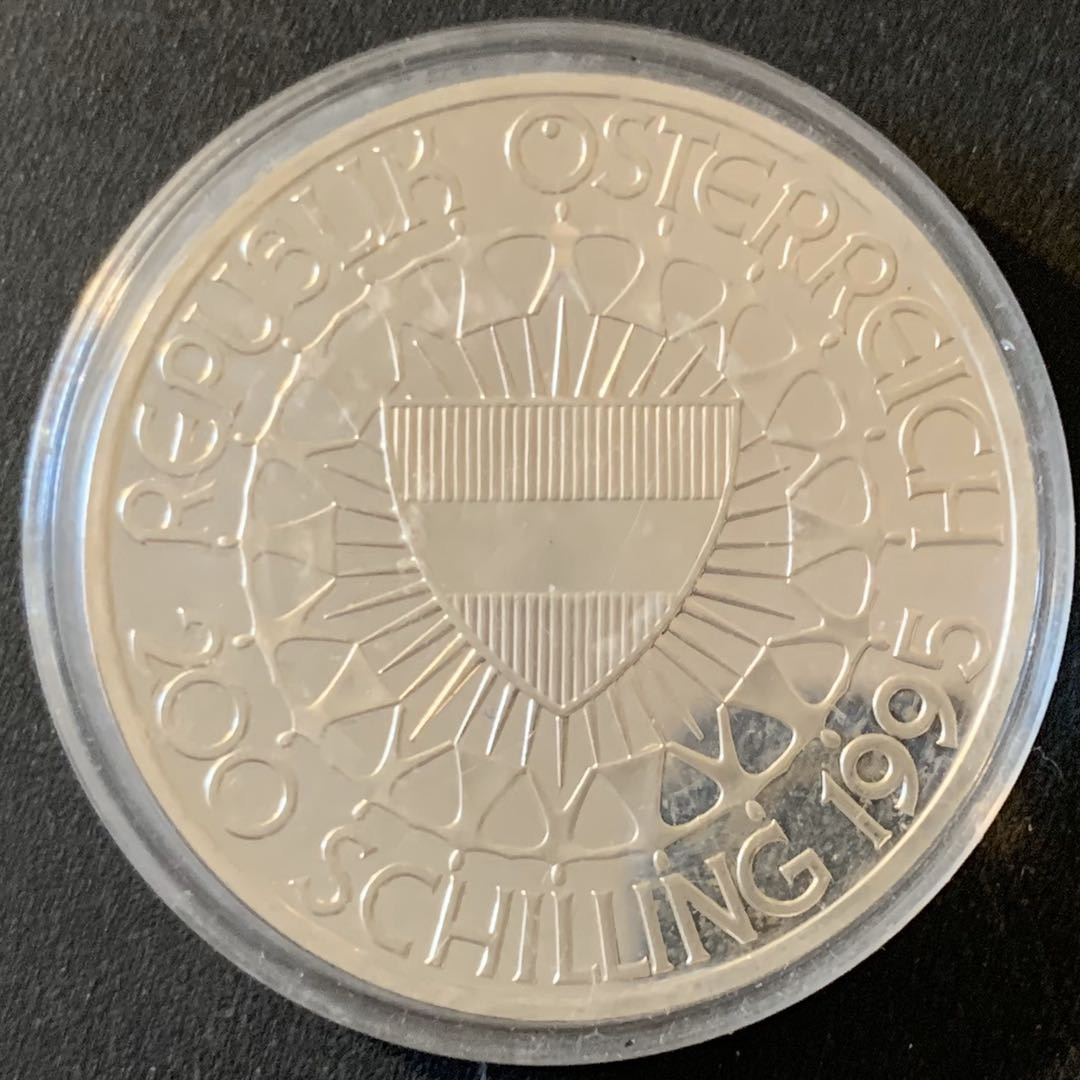 REPUBLIK ÖSTERREICH 1995
200 SCHILLING